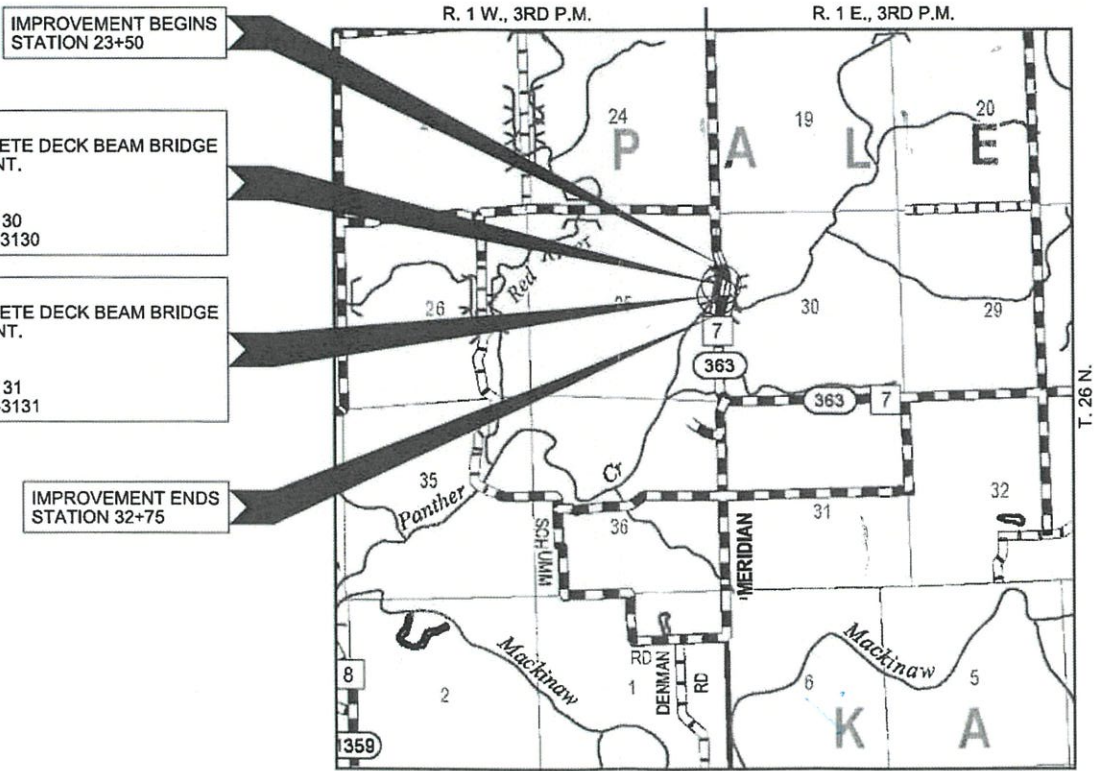 R. 1 W., 3RD P.M.
R. 1 E., 3RD P.M.
IMPROVEMENT BEGINS
STATION 23+50
ETE DECK BEAM BRIDGE
NT.
30
3130
ETE DECK BEAM BRIDGE
NT.
31
3131
IMPROVEMENT ENDS
STATION 32+75
24
19
20
P A L E
Red River
26
25
30
29
7
363
363
7
T. 26 N.
35
Panther
Cr
36
31
32
SCHUMM
MERIDIAN
Mackinaw
Mackinaw
RD
DENMAN
RD
8
2
1
6
5
K A
1359